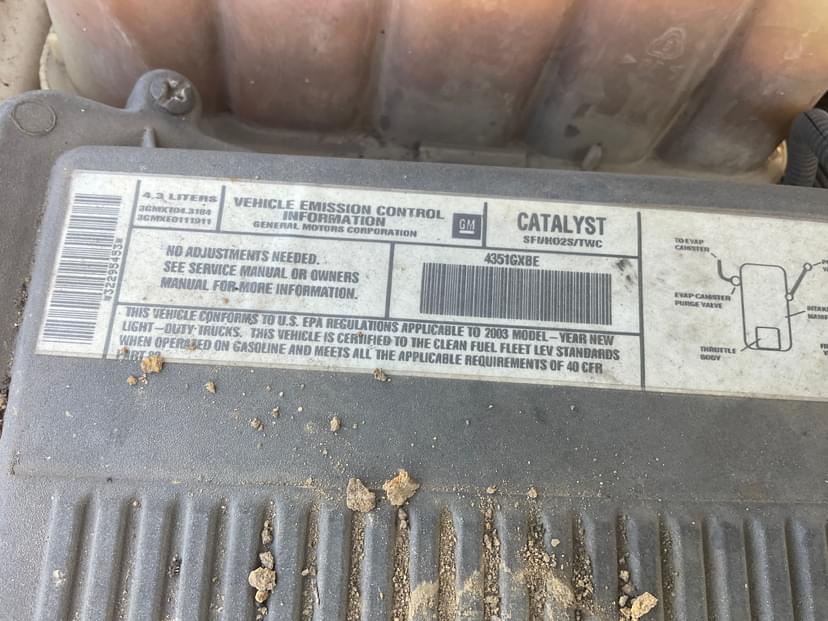 4.3 LITERS
3GMXT04.3184
3GMXE0111911
VEHICLE EMISSION CONTROL
INFORMATION
GENERAL MOTORS CORPORATION
GM
CATALYST
SFI/HO2S/TWC
NO ADJUSTMENTS NEEDED.
SEE SERVICE MANUAL OR OWNERS
MANUAL FOR MORE INFORMATION.
4351GXBE
THIS VEHICLE CONFORMS TO U.S. EPA REGULATIONS APPLICABLE TO 2003 MODEL-YEAR NEW
LIGHT-DUTY TRUCKS. THIS VEHICLE IS CERTIFIED TO THE CLEAN FUEL FLEET LEV STANDARDS
WHEN OPERATED ON GASOLINE AND MEETS ALL THE APPLICABLE REQUIREMENTS OF 40 CFR
TO EVAP
CANISTER
EVAP CANISTER
PURGE VALVE
THROTTLE
BODY